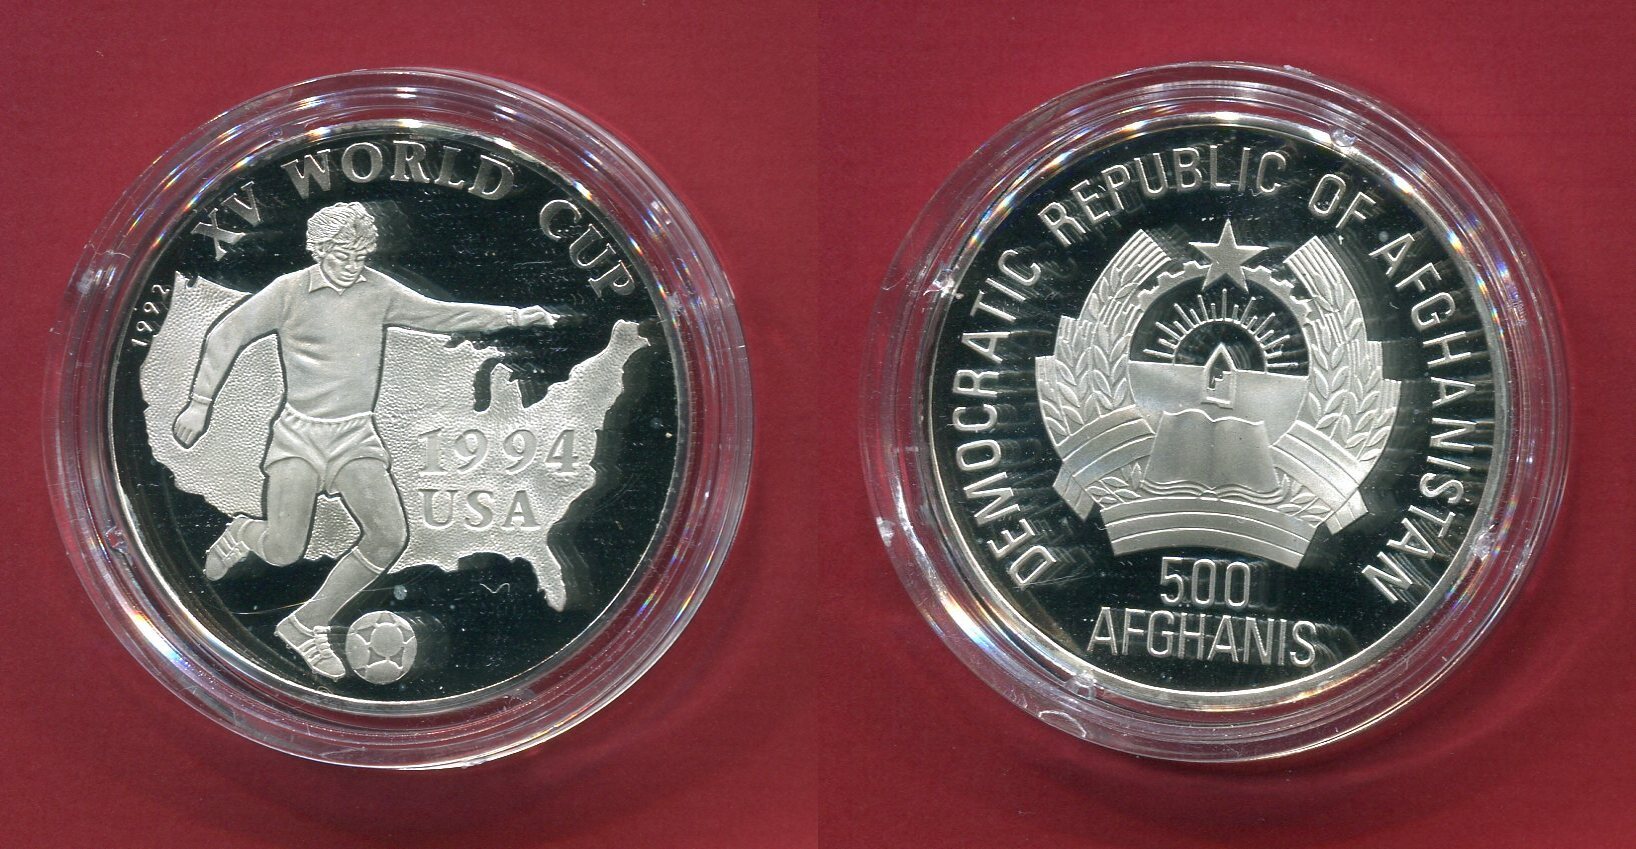 XV WORLD CUP
1992
1994
USA
DEMOCRATIC REPUBLIC OF AFGHANISTAN
500
AFGHANIS